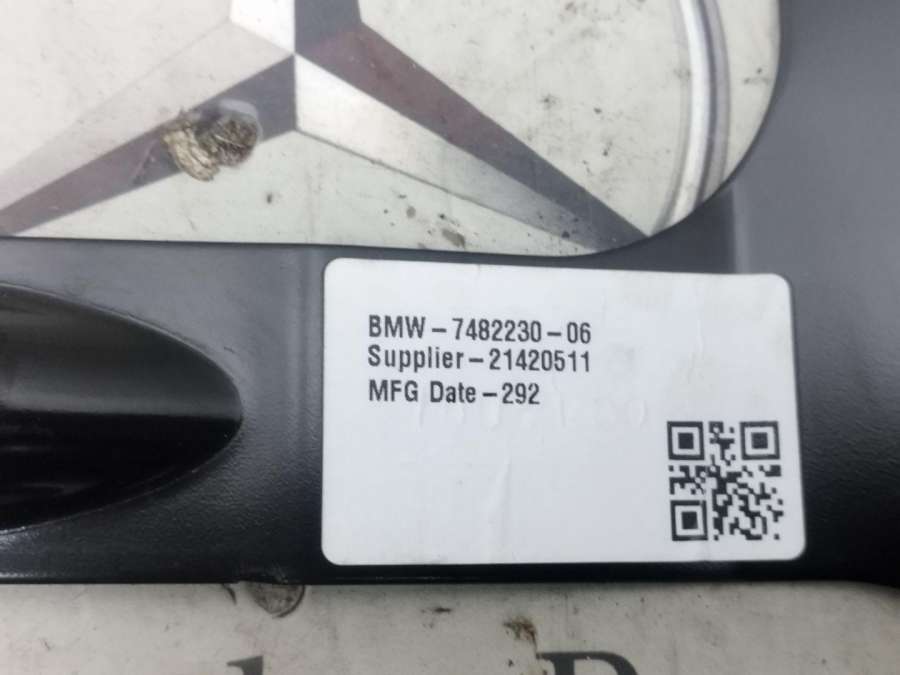 BMW-7482230-06
Supplier-21420511
MFG Date-292